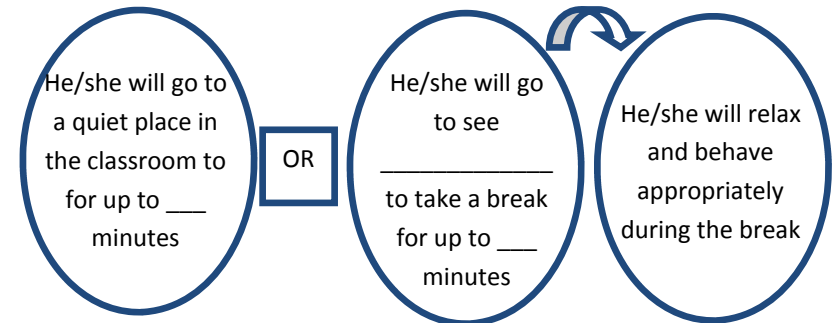 He/she will go to
a quiet place in
the classroom to
for up to ___
minutes
OR
He/she will go
to see
_____________
to take a break
for up to ___
minutes
He/she will relax
and behave
appropriately
during the break